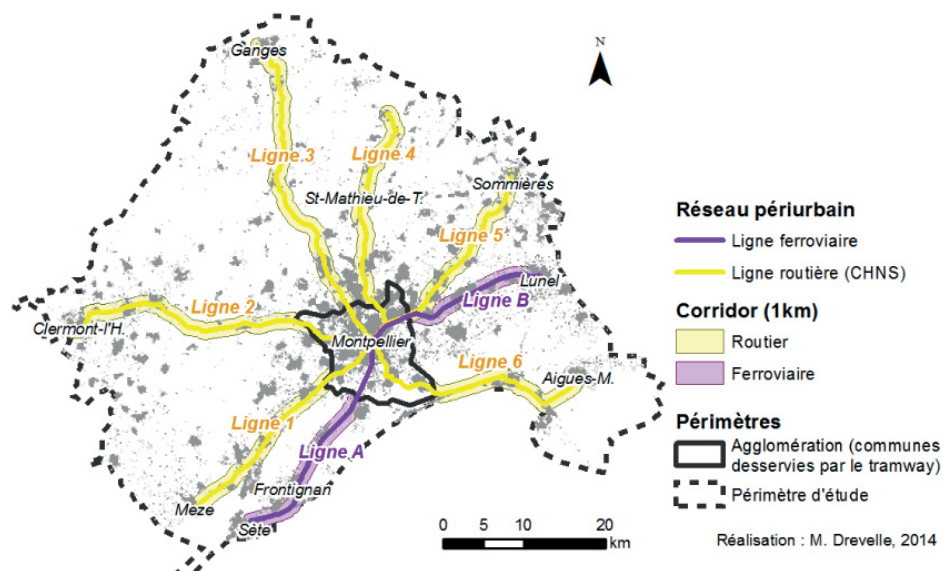 Ganges
N
Ligne 3
Ligne 4
St-Mathieu-de-T.
Sommières
Ligne 5
Ligne 2
Clermont-l'H.
Lunel
Ligne B
Montpellier
Ligne 6
Aigues-M.
Ligne 1
Ligne A
Frontignan
Meze
Sète
Réseau périurbain
Ligne ferroviaire
Ligne routière (CHNS)
Corridor (1km)
Routier
Ferroviaire
Périmètres
Agglomération (communes
desservies par le tramway)
Périmètre d'étude
0 5 10 20
km
Réalisation : M. Drevelle, 2014